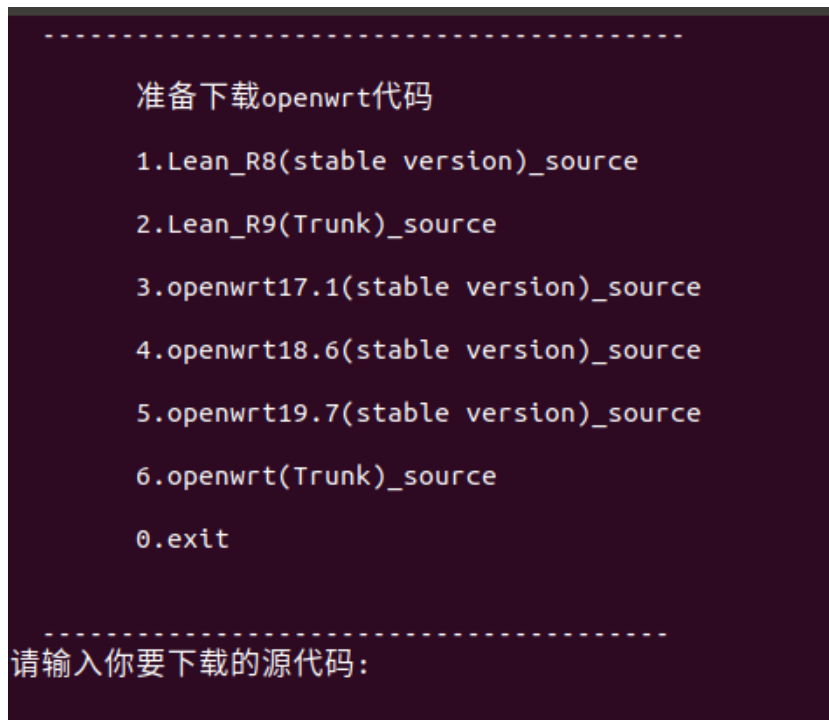 -----------------------------------------
准备下载openwrt代码
1.Lean_R8(stable version)_source
2.Lean_R9(Trunk)_source
3.openwrt17.1(stable version)_source
4.openwrt18.6(stable version)_source
5.openwrt19.7(stable version)_source
6.openwrt(Trunk)_source
0.exit
----------------------------------------
请输入你要下载的源代码: